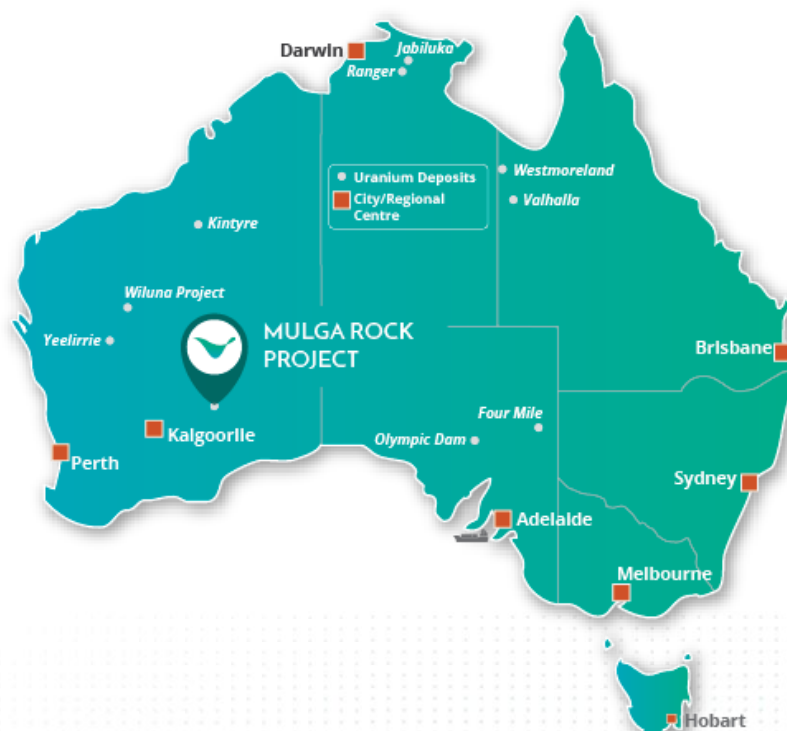 Darwin
Jabiluka
Ranger
Uranium Deposits
City/Regional
Centre
Westmoreland
Valhalla
Kintyre
Wiluna Project
Yeelirrie
MULGA ROCK
PROJECT
Brisbane
Four Mile
Olympic Dam
Kalgoorlie
Perth
Sydney
Adelaide
Melbourne
Hobart